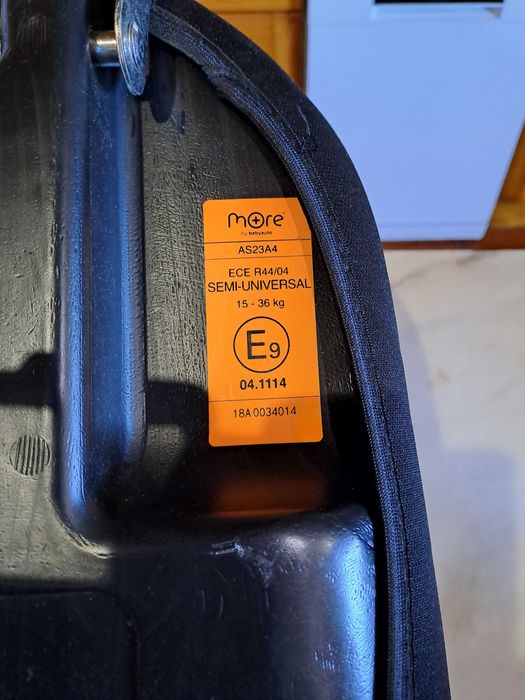 more
by babyauto
AS23A4
ECE R44/04
SEMI-UNIVERSAL
15 - 36 kg
E9
04.1114
18A 0034014